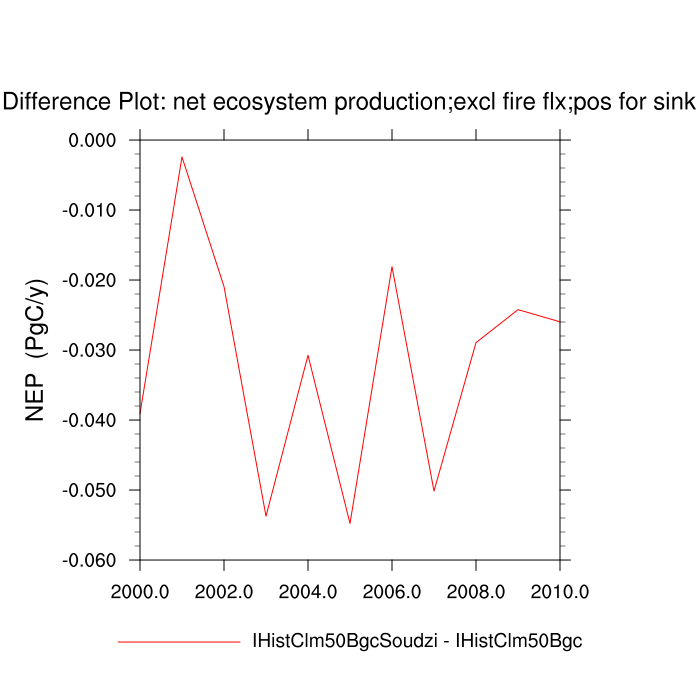 Difference Plot: net ecosystem production;excl fire flx;pos for sink
0.000
-0.010
-0.020
-0.030
-0.040
-0.050
-0.060
NEP (PgC/y)
2000.0 2002.0 2004.0 2006.0 2008.0 2010.0
IHistClm50BgcSoudzi - IHistClm50Bgc